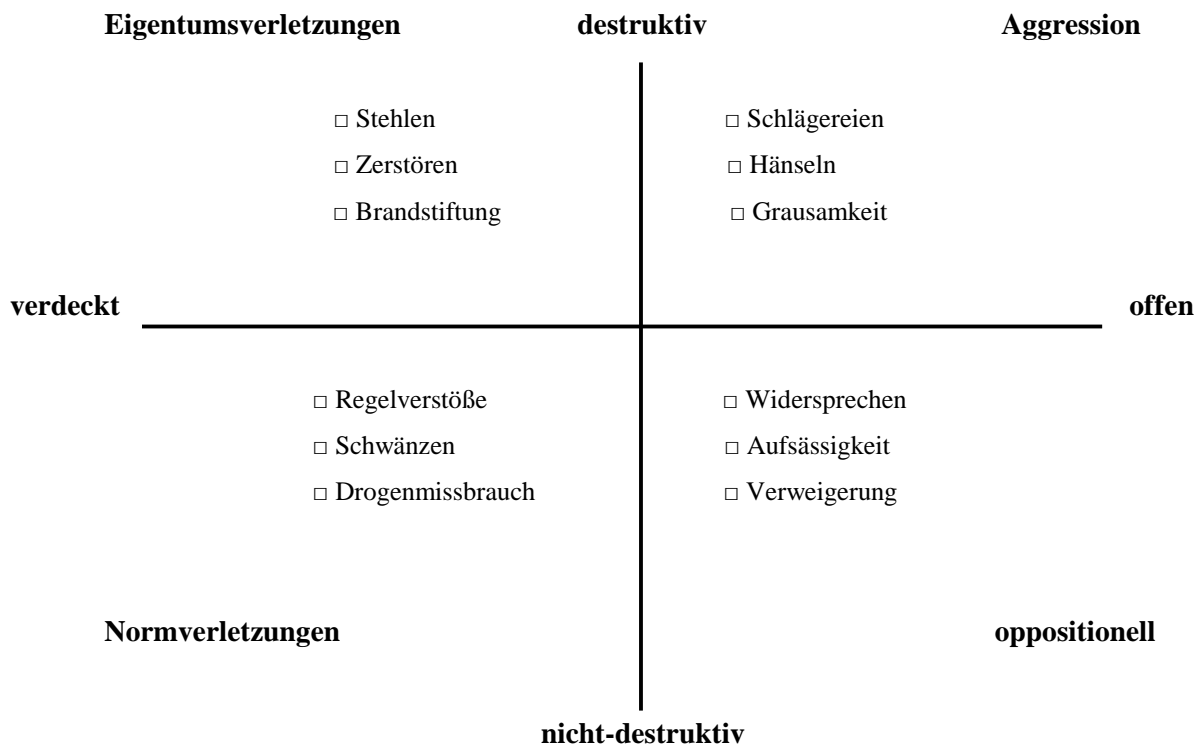 Eigentumsverletzungen destruktiv Aggression
□ Stehlen □ Schlägereien
□ Zerstören □ Hänseln
□ Brandstiftung □ Grausamkeit
verdeckt offen
□ Regelverstöße □ Widersprechen
□ Schwänzen □ Aufsässigkeit
□ Drogenmissbrauch □ Verweigerung
Normverletzungen oppositionell
nicht-destruktiv